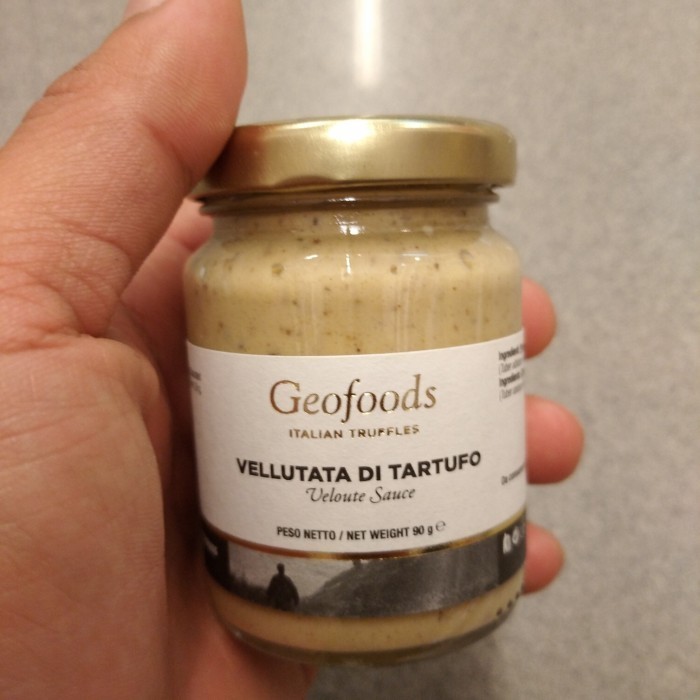 Geofoods
ITALIAN TRUFFLES
VELLUTATA DI TARTUFO
Veloute Sauce
PESO NETTO / NET WEIGHT 90 g ℮